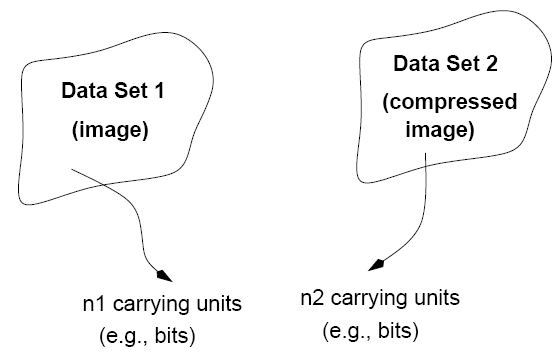 Data Set 1
(image)
n1 carrying units
(e.g., bits)
Data Set 2
(compressed
image)
n2 carrying units
(e.g., bits)